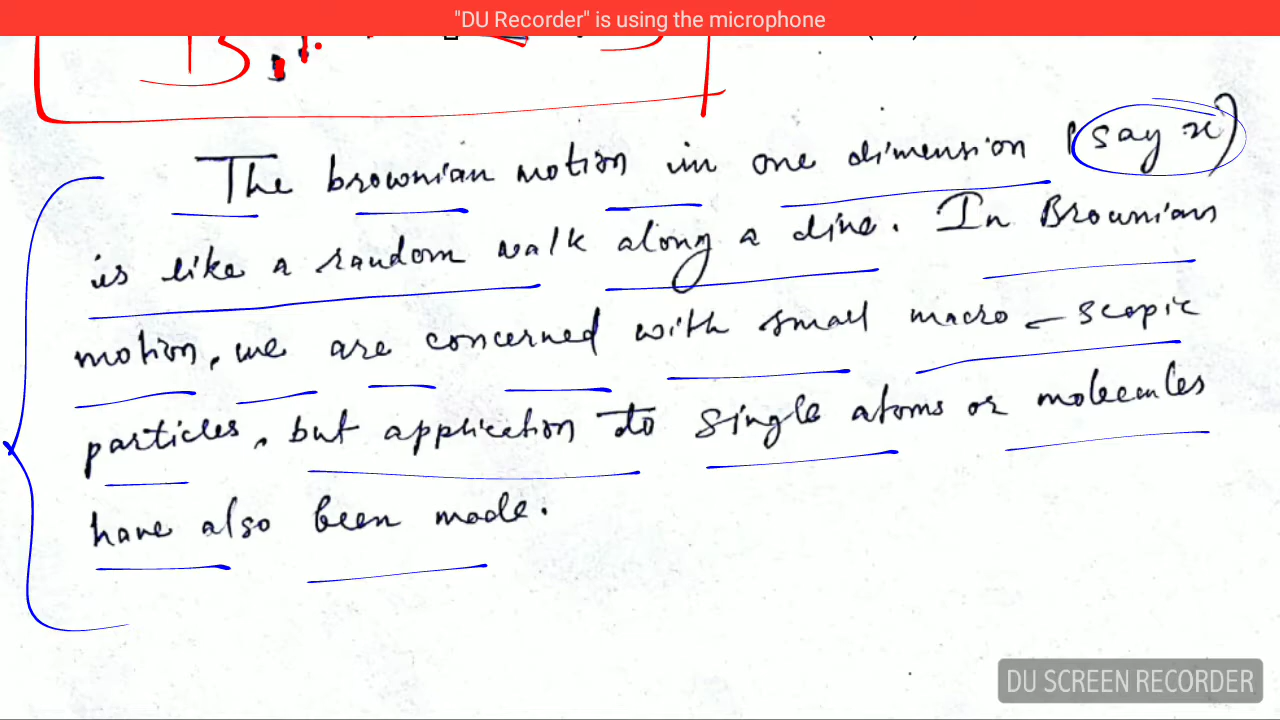 "DU Recorder" is using the microphone
The brownian motion in one dimension (say x)
is like a random walk along a line. In Brownian
motion, we are concerned with small macro - scopic
particles, but application to single atoms or molecules
have also been made.
DU SCREEN RECORDER